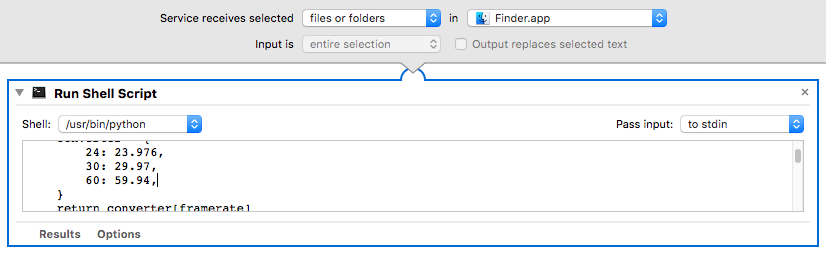 Service receives selected files or folders in Finder.app
Input is entire selection Output replaces selected text
Run Shell Script
Shell: /usr/bin/python Pass input: to stdin
24: 23.976,
30: 29.97,
60: 59.94,
}
return converter[framerate]
Results Options